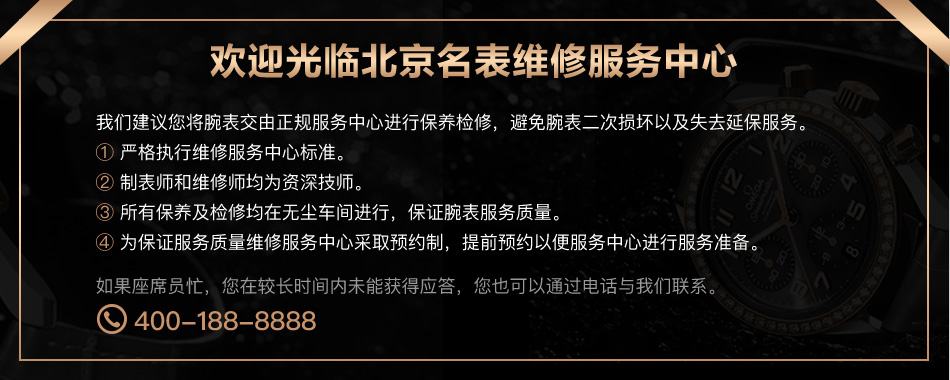 欢迎光临北京名表维修服务中心
我们建议您将腕表交由正规服务中心进行保养检修，避免腕表二次损坏以及失去延保服务。
① 严格执行维修服务中心标准。
② 制表师和维修师均为资深技师。
③ 所有保养及检修均在无尘车间进行，保证腕表服务质量。
④ 为保证服务质量维修服务中心采取预约制，提前预约以便服务中心进行服务准备。
如果座席员忙，您在较长时间内未能获得应答，您也可以通过电话与我们联系。
400-188-8888
12
OMEGA